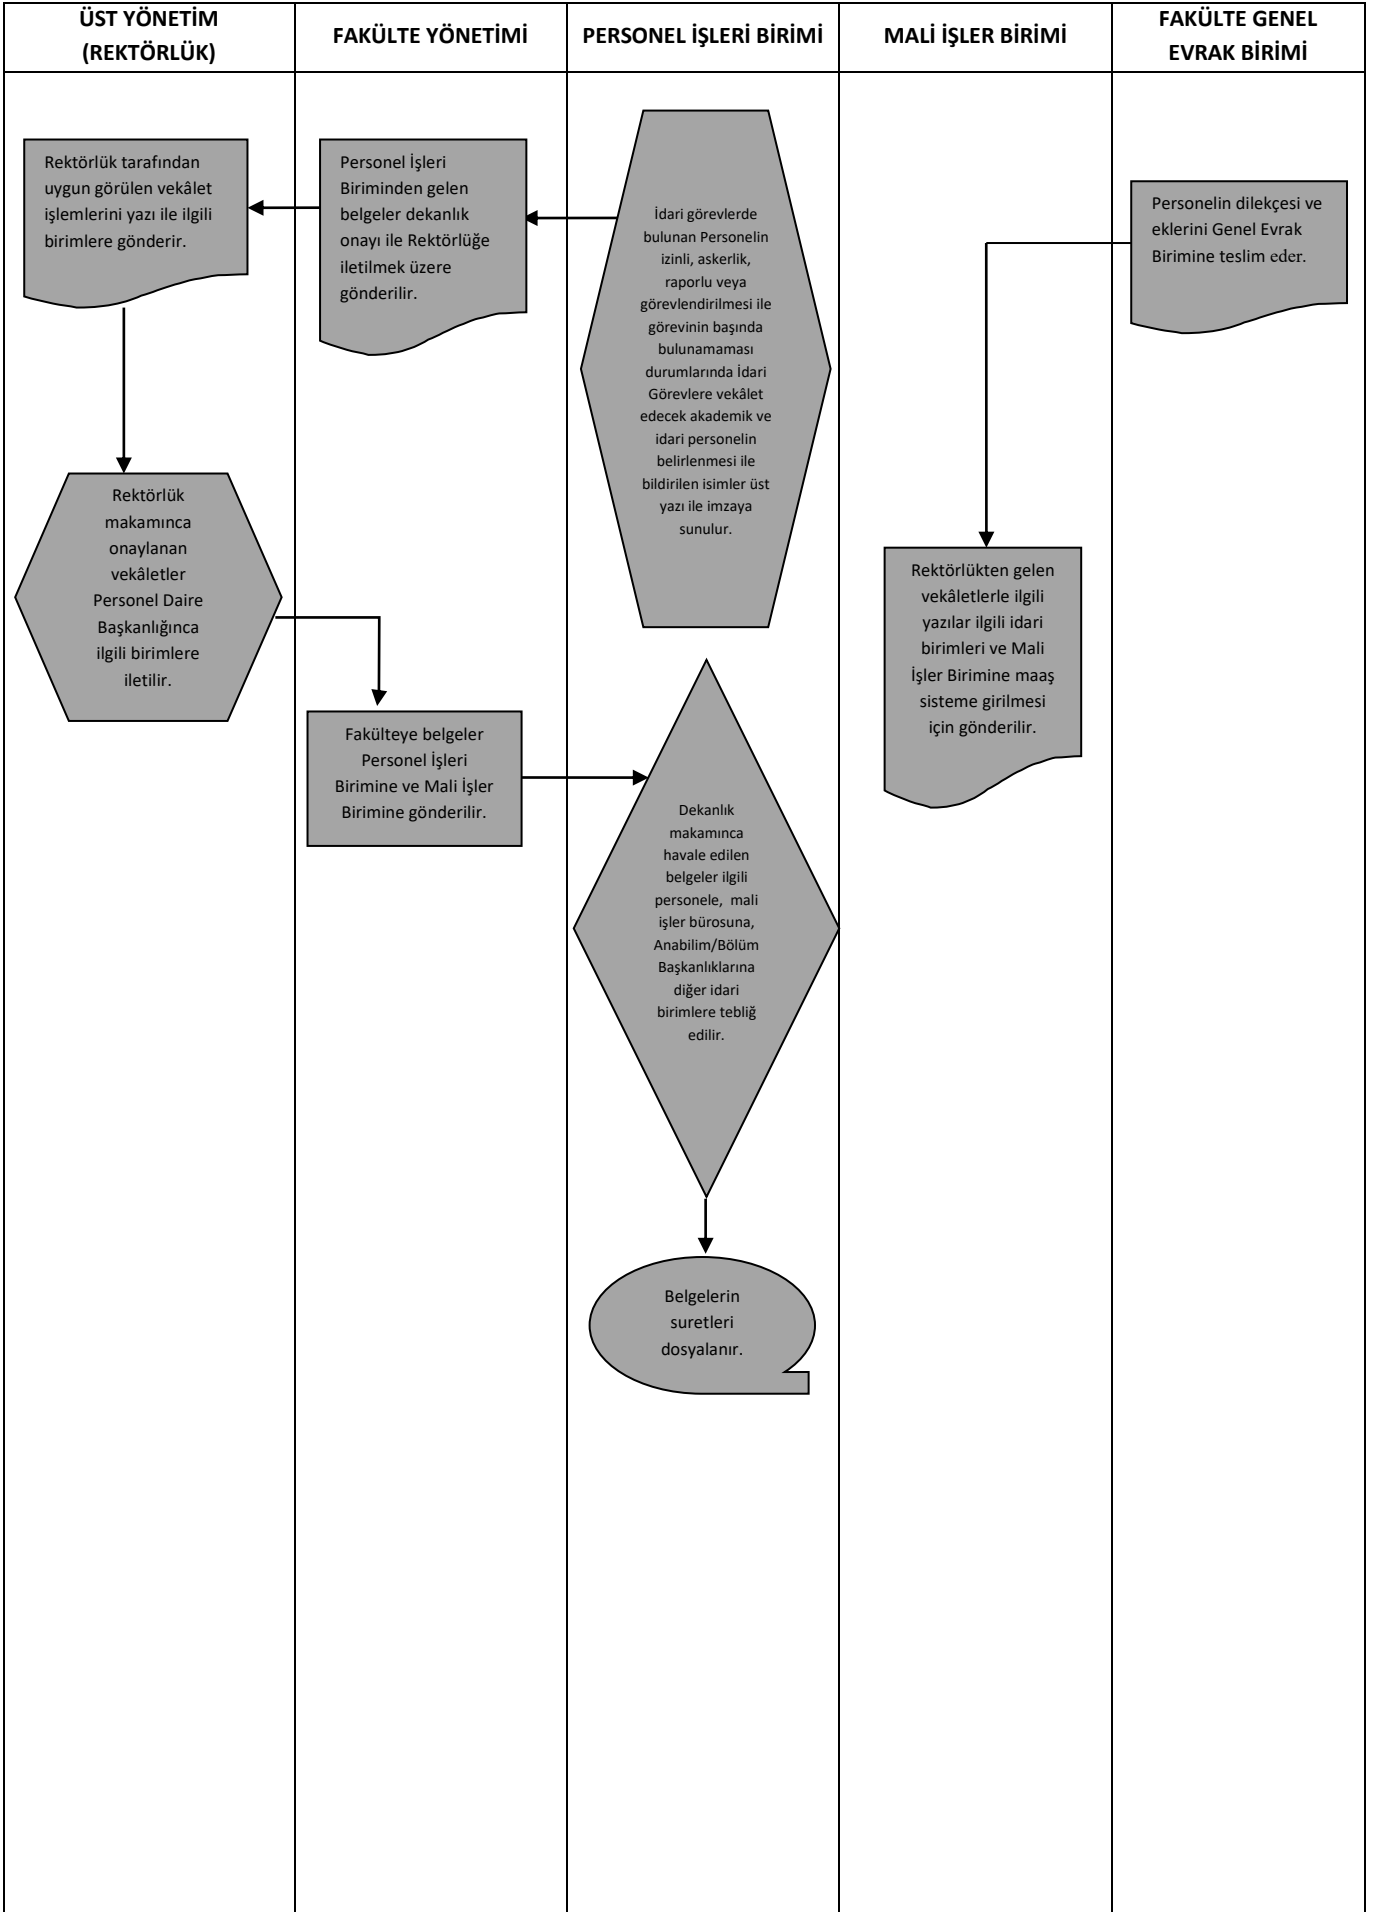 ÜST YÖNETİM
(REKTÖRLÜK)
FAKÜLTE YÖNETİMİ
PERSONEL İŞLERİ BİRİMİ
MALİ İŞLER BİRİMİ
FAKÜLTE GENEL
EVRAK BİRİMİ
Rektörlük tarafından
uygun görülen vekâlet
işlemlerini yazı ile ilgili
birimlere gönderir.
Personel İşleri
Biriminden gelen
belgeler dekanlık
onayı ile Rektörlüğe
iletilmek üzere
gönderilir.
İdari görevlerde
bulunan Personelin
izinli, askerlik,
raporlu veya
görevlendirilmesi ile
görevinin başında
bulunamaması
durumlarında İdari
Görevlere vekâlet
edecek akademik ve
idari personelin
belirlenmesi ile
bildirilen isimler üst
yazı ile imzaya
sunulur.
Personelin dilekçesi ve
eklerini Genel Evrak
Birimine teslim eder.
Rektörlük
makamınca
onaylanan
vekâletler
Personel Daire
Başkanlığınca
ilgili birimlere
iletilir.
Rektörlükten gelen
vekâletlerle ilgili
yazılar ilgili idari
birimleri ve Mali
İşler Birimine maaş
sisteme girilmesi
için gönderilir.
Fakülteye belgeler
Personel İşleri
Birimine ve Mali İşler
Birimine gönderilir.
Dekanlık
makamınca
havale edilen
belgeler ilgili
personele, mali
işler bürosuna,
Anabilim/Bölüm
Başkanlıklarına
diğer idari
birimlere tebliğ
edilir.
Belgelerin
suretleri
dosyalanır.